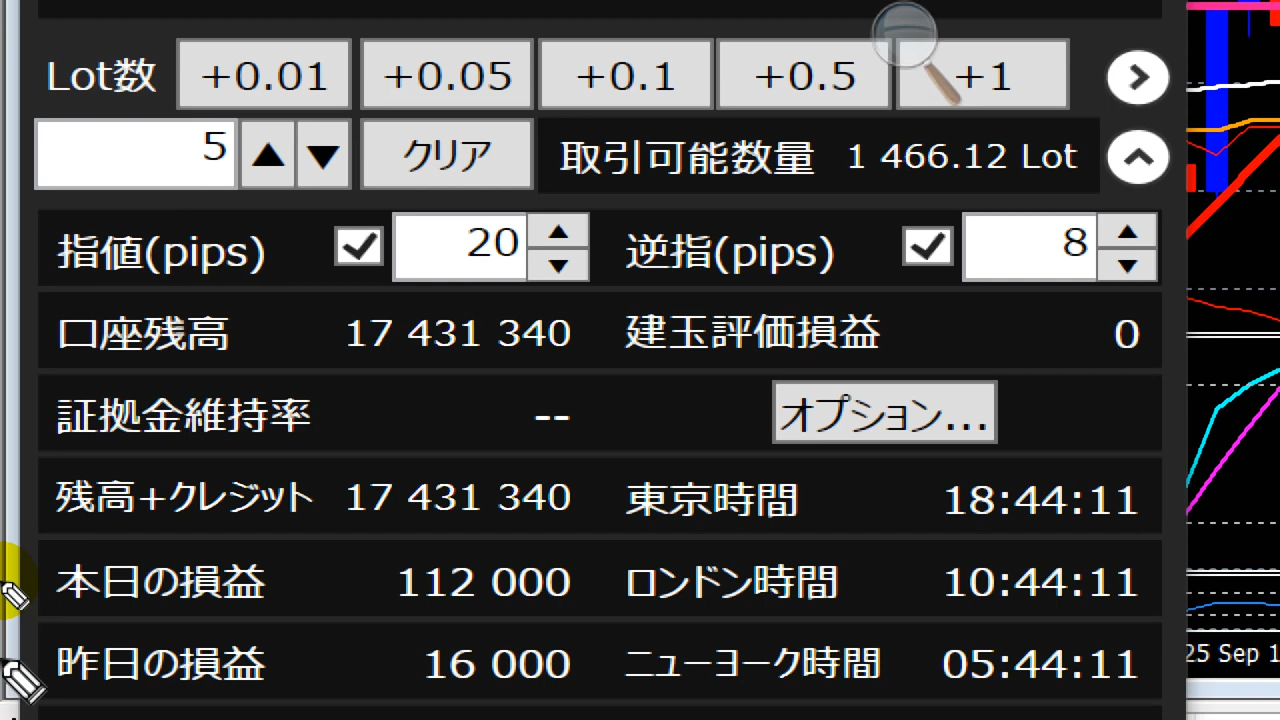 Lot数 +0.01 +0.05 +0.1 +0.5 +1
5 クリア 取引可能数量 1 466.12 Lot
指値(pips) 20 逆指(pips) 8
口座残高 17 431 340 建玉評価損益 0
証拠金維持率 -- オプション...
残高+クレジット 17 431 340 東京時間 18:44:11
本日の損益 112 000 ロンドン時間 10:44:11
昨日の損益 16 000 ニューヨーク時間 05:44:11
25 Sep 1